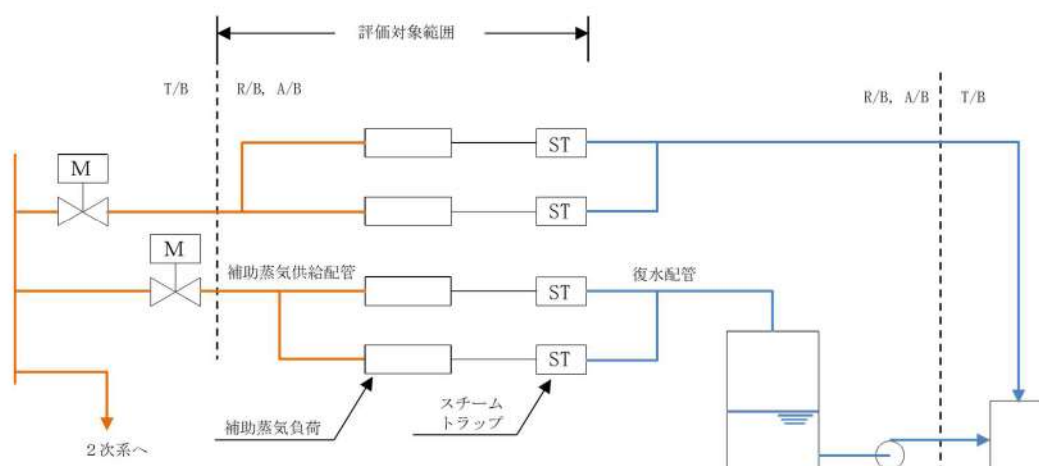 評価対象範囲
T/B
R/B, A/B
R/B, A/B
T/B
M
ST
ST
M
補助蒸気供給配管
ST
復水配管
ST
スチーム
トラップ
補助蒸気負荷
2次系へ